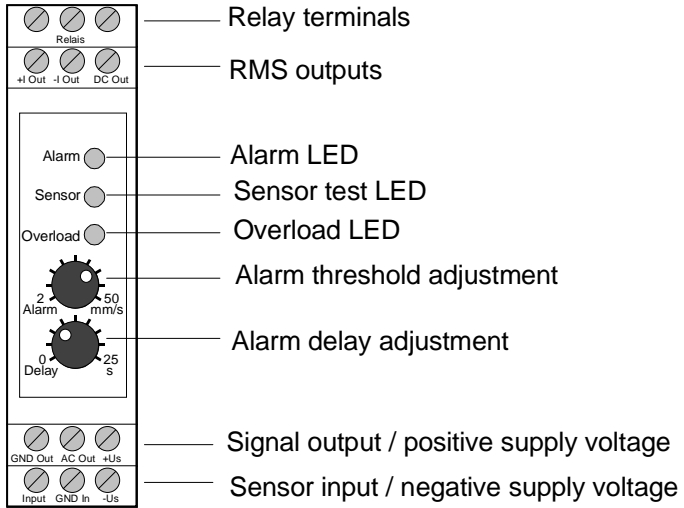 Relay terminals
Relais
RMS outputs
+I Out -I Out DC Out
Alarm
Alarm LED
Sensor
Sensor test LED
Overload
Overload LED
Alarm threshold adjustment
2 50
Alarm mm/s
Alarm delay adjustment
0 25
Delay s
Signal output / positive supply voltage
GND Out AC Out +Us
Sensor input / negative supply voltage
Input GND In -Us